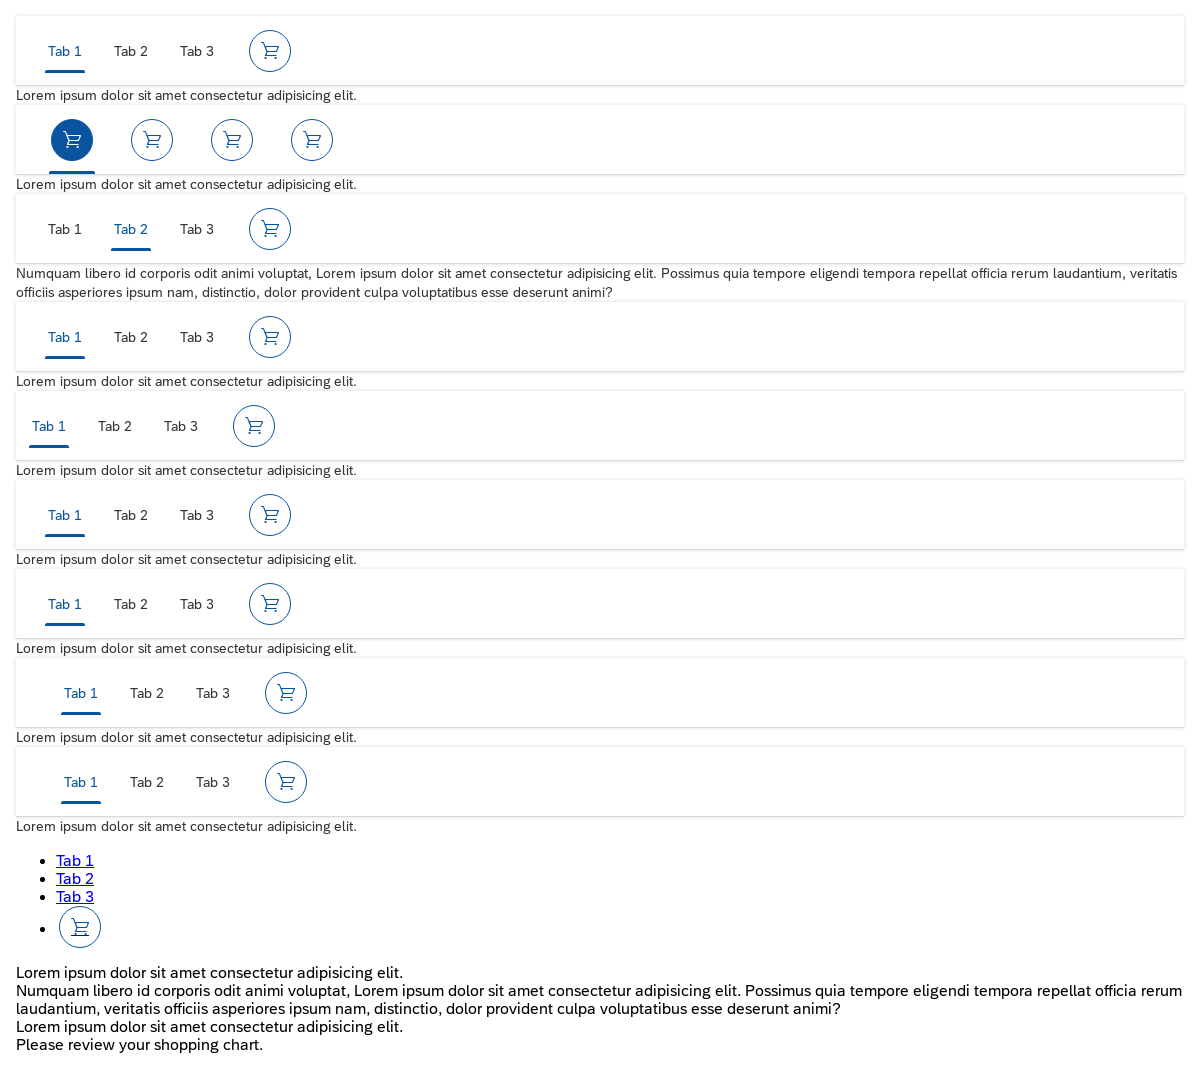 Tab 1 Tab 2 Tab 3
Lorem ipsum dolor sit amet consectetur adipisicing elit.
Lorem ipsum dolor sit amet consectetur adipisicing elit.
Tab 1 Tab 2 Tab 3
Numquam libero id corporis odit animi voluptat, Lorem ipsum dolor sit amet consectetur adipisicing elit. Possimus quia tempore eligendi tempora repellat officia rerum laudantium, veritatis
officiis asperiores ipsum nam, distinctio, dolor provident culpa voluptatibus esse deserunt animi?
Tab 1 Tab 2 Tab 3
Lorem ipsum dolor sit amet consectetur adipisicing elit.
Tab 1 Tab 2 Tab 3
Lorem ipsum dolor sit amet consectetur adipisicing elit.
Tab 1 Tab 2 Tab 3
Lorem ipsum dolor sit amet consectetur adipisicing elit.
Tab 1 Tab 2 Tab 3
Lorem ipsum dolor sit amet consectetur adipisicing elit.
Tab 1 Tab 2 Tab 3
Lorem ipsum dolor sit amet consectetur adipisicing elit.
Tab 1 Tab 2 Tab 3
Lorem ipsum dolor sit amet consectetur adipisicing elit.
Tab 1
Tab 2
Tab 3
Lorem ipsum dolor sit amet consectetur adipisicing elit.
Numquam libero id corporis odit animi voluptat, Lorem ipsum dolor sit amet consectetur adipisicing elit. Possimus quia tempore eligendi tempora repellat officia rerum
laudantium, veritatis officiis asperiores ipsum nam, distinctio, dolor provident culpa voluptatibus esse deserunt animi?
Lorem ipsum dolor sit amet consectetur adipisicing elit.
Please review your shopping chart.